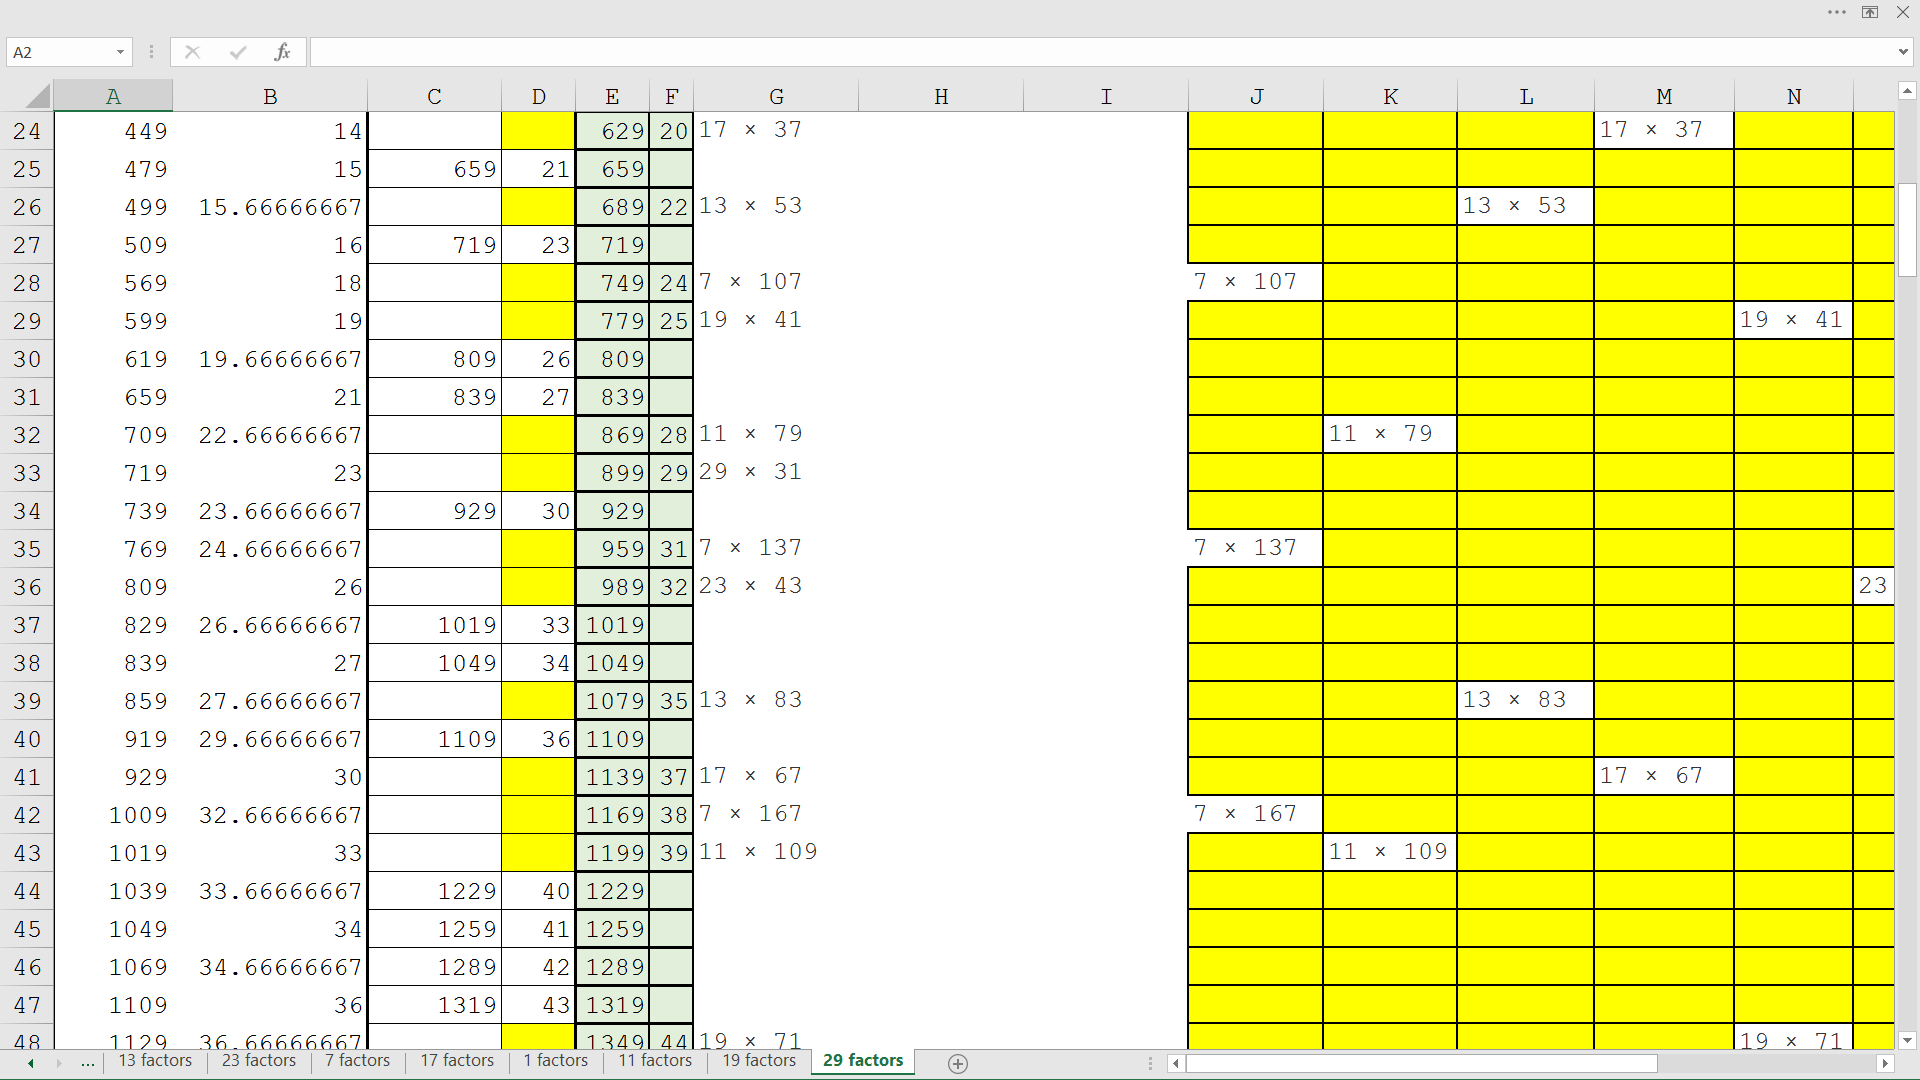 A2
fx
A B C D E F G H I J K L M N
24 449 14 629 20 17 × 37 17 × 37
25 479 15 659 21 659
26 499 15.66666667 689 22 13 × 53 13 × 53
27 509 16 719 23 719
28 569 18 749 24 7 × 107 7 × 107
29 599 19 779 25 19 × 41 19 × 41
30 619 19.66666667 809 26 809
31 659 21 839 27 839
32 709 22.66666667 869 28 11 × 79 11 × 79
33 719 23 899 29 29 × 31
34 739 23.66666667 929 30 929
35 769 24.66666667 959 31 7 × 137 7 × 137
36 809 26 989 32 23 × 43 23
37 829 26.66666667 1019 33 1019
38 839 27 1049 34 1049
39 859 27.66666667 1079 35 13 × 83 13 × 83
40 919 29.66666667 1109 36 1109
41 929 30 1139 37 17 × 67 17 × 67
42 1009 32.66666667 1169 38 7 × 167 7 × 167
43 1019 33 1199 39 11 × 109 11 × 109
44 1039 33.66666667 1229 40 1229
45 1049 34 1259 41 1259
46 1069 34.66666667 1289 42 1289
47 1109 36 1319 43 1319
48 1129 36.66666667 1349 44 19 × 71 19 × 71
... 13 factors 23 factors 7 factors 17 factors 1 factors 11 factors 19 factors 29 factors